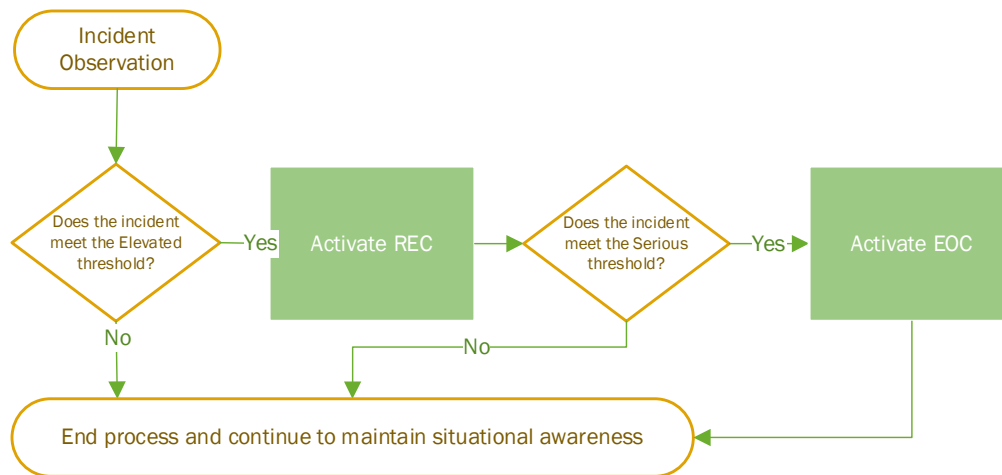 Incident
Observation
Does the incident
meet the Elevated
threshold?
Yes
Activate REC
Does the incident
meet the Serious
threshold?
Yes
Activate EOC
No
No
End process and continue to maintain situational awareness